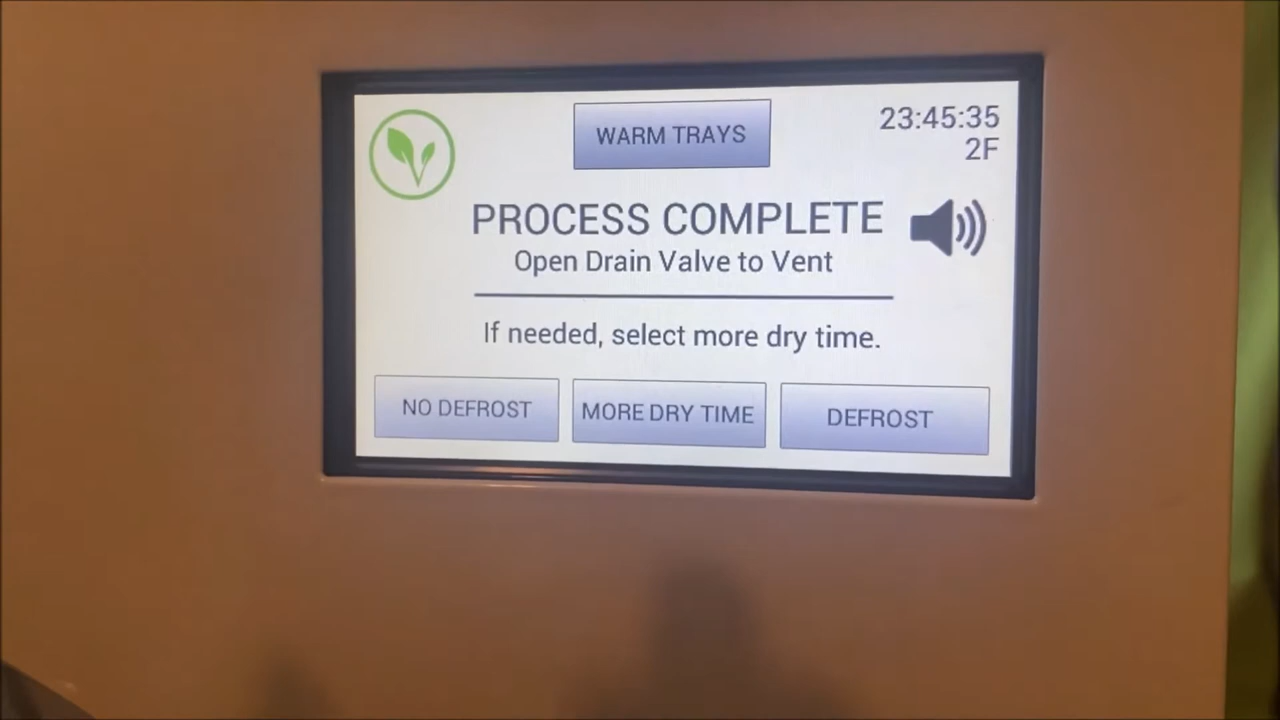 WARM TRAYS
23:45:35
2F
PROCESS COMPLETE
Open Drain Valve to Vent
If needed, select more dry time.
NO DEFROST
MORE DRY TIME
DEFROST